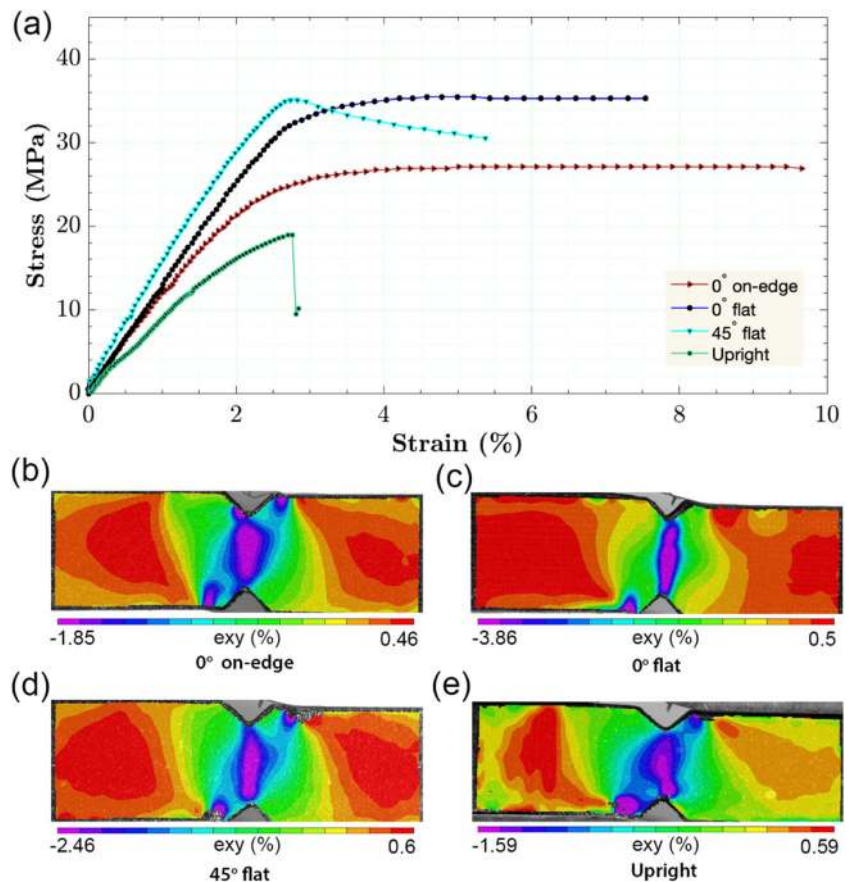 (a)
Stress (MPa)
40
30
20
10
0
0 2 4 6 8 10
Strain (%)
0° on-edge
0° flat
45° flat
Upright
(b)
-1.85 exy (%) 0.46
0° on-edge
(c)
-3.86 exy (%) 0.5
0° flat
(d)
-2.46 exy (%) 0.6
45° flat
(e)
-1.59 exy (%) 0.59
Upright